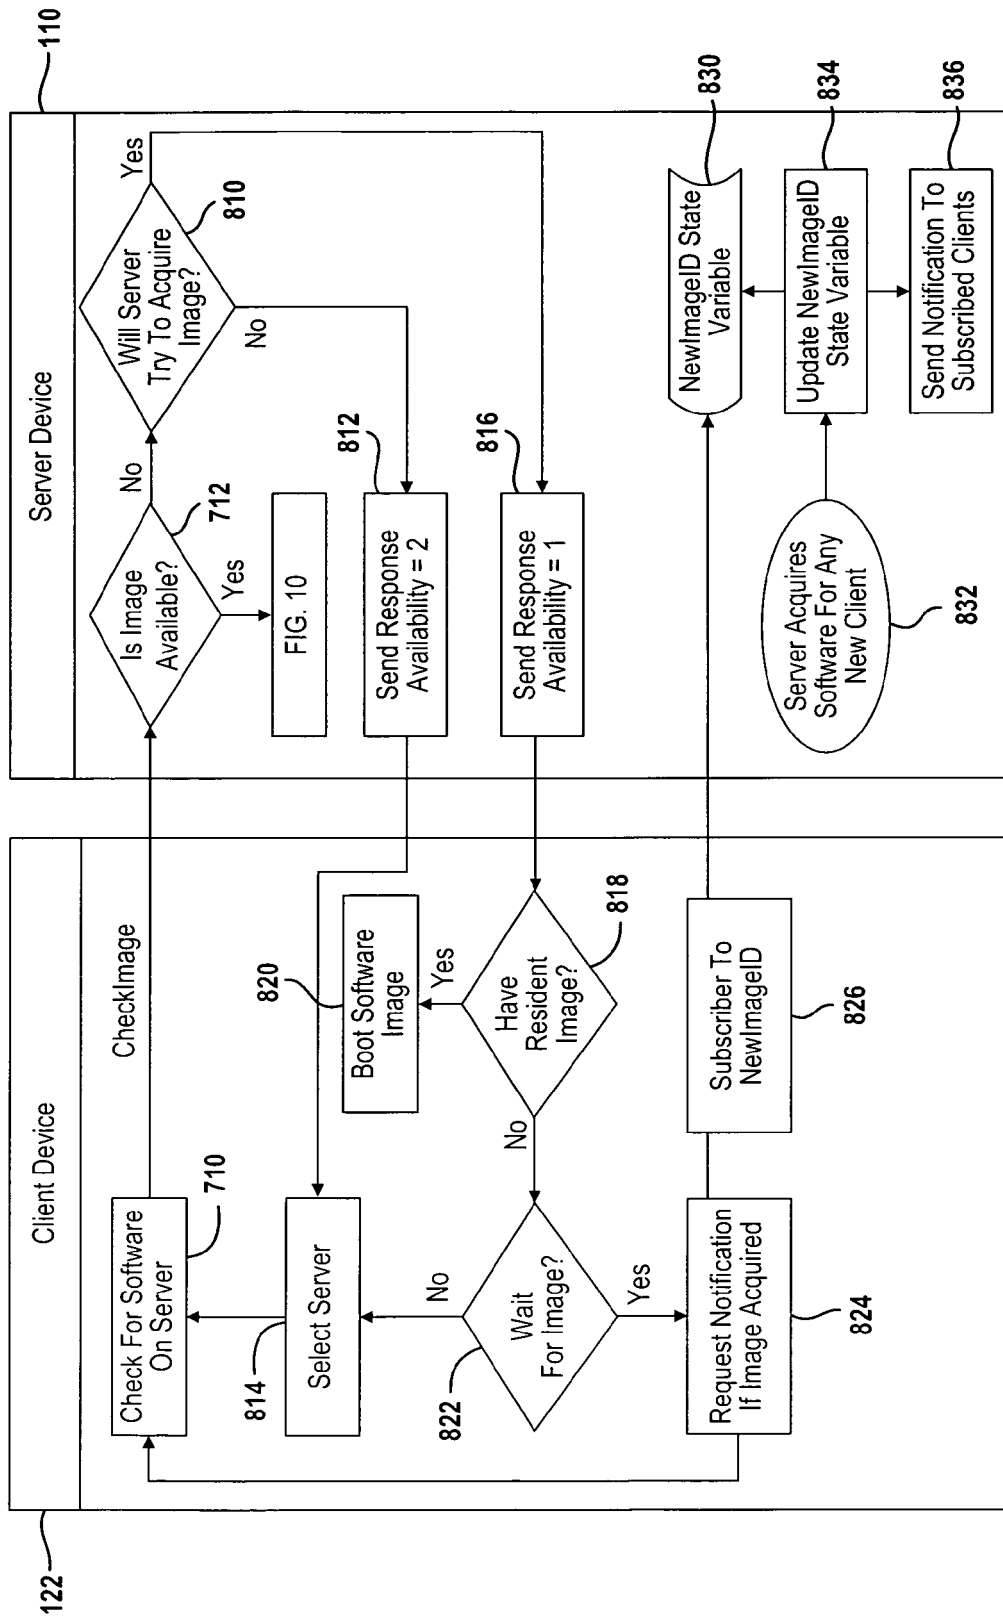 122
Client Device
Check For Software
On Server
710
CheckImage
814
Select Server
820
Boot Software
Image
Yes
Have
Resident
Image?
818
No
Wait
For Image?
822
No
Yes
Request Notification
If Image Acquired
824
Subscriber To
NewImageID
826
110
Server Device
Is Image
Available?
712
No
Yes
FIG. 10
Will Server
Try To Acquire
Image?
810
Yes
No
Send Response
Availability = 2
812
Send Response
Availability = 1
816
NewImageID State
Variable
830
Server Acquires
Software For Any
New Client
832
Update NewImageID
State Variable
834
Send Notification To
Subscribed Clients
836